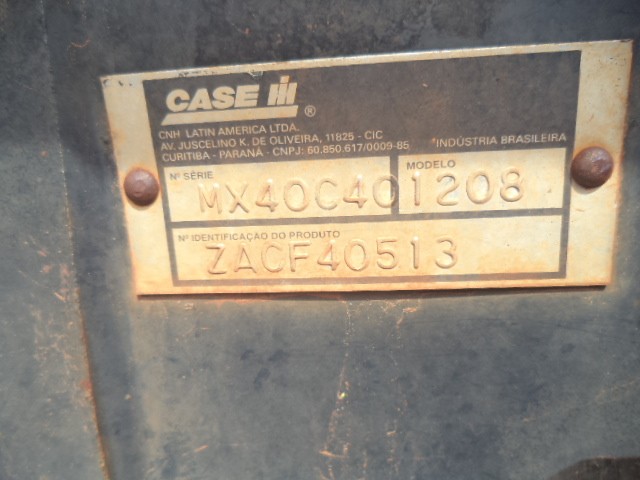 CASE IH ®
CNH LATIN AMERICA LTDA.
AV. JUSCELINO K. DE OLIVEIRA, 11825 - CIC
CURITIBA - PARANÁ - CNPJ: 60.850.617/0009-85 *INDÚSTRIA BRASILEIRA
Nº SÉRIE MODELO
MX40C401208
Nº IDENTIFICAÇÃO DO PRODUTO
ZACF40513